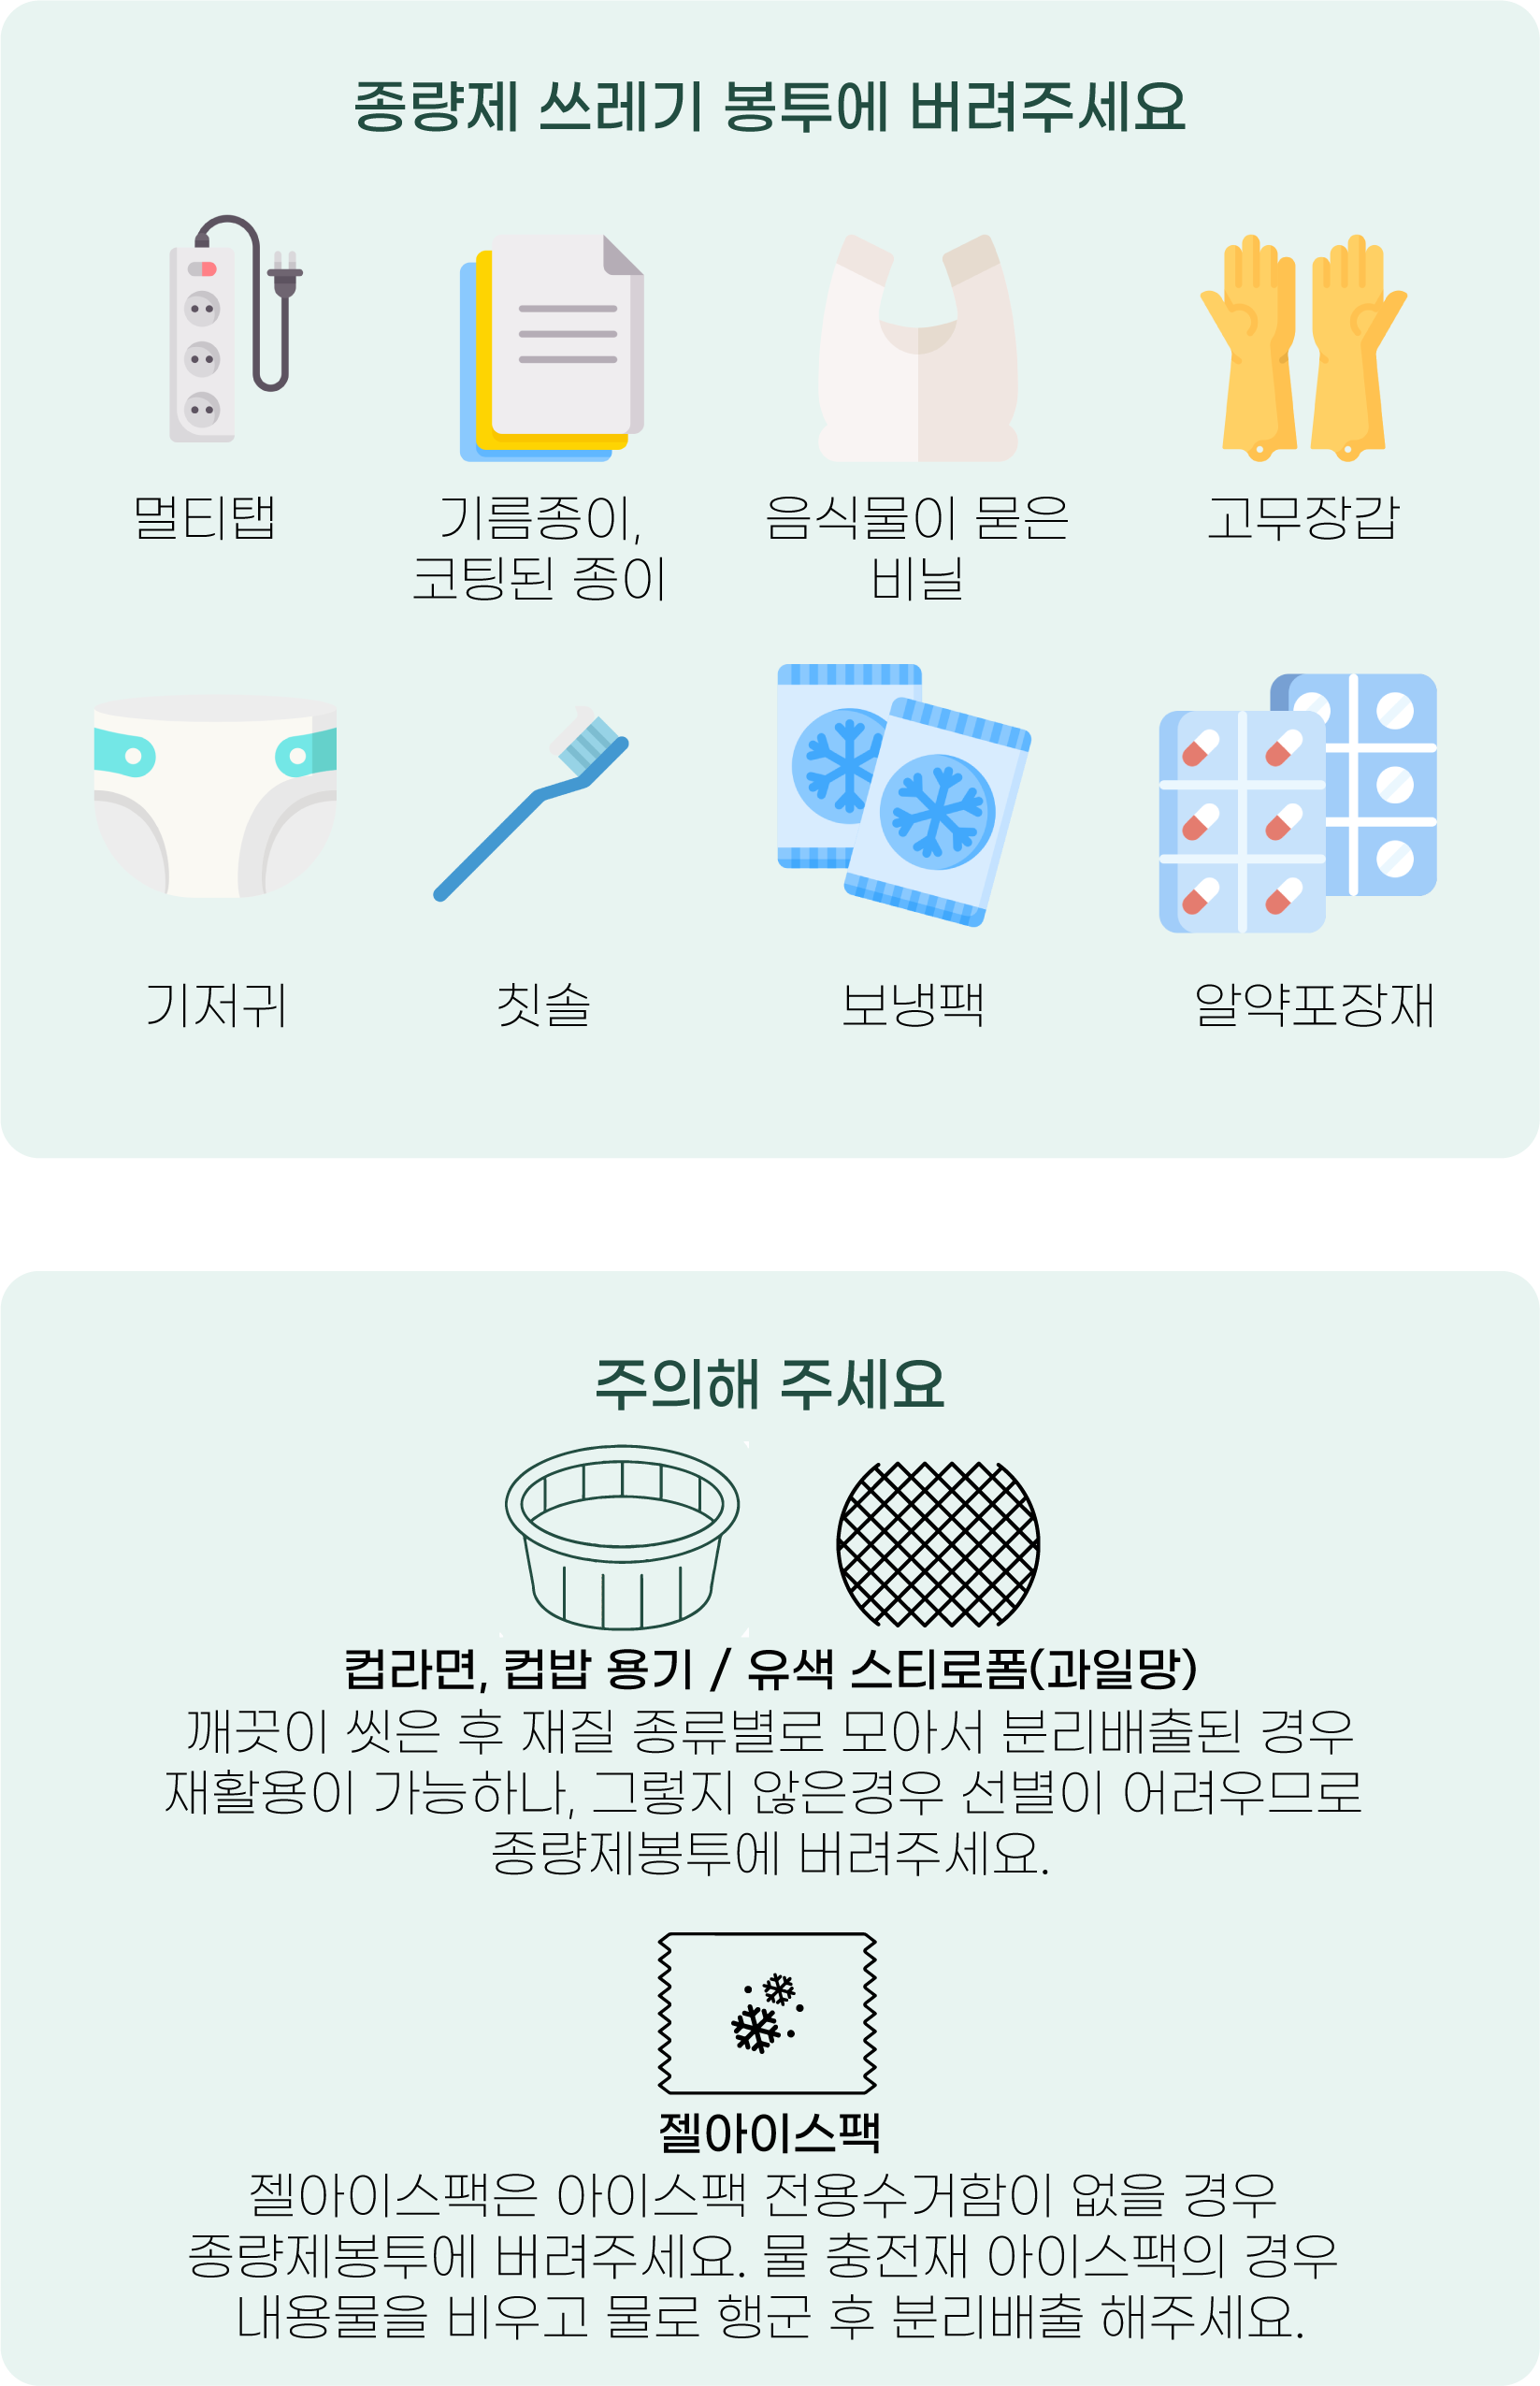 종량제 쓰레기 봉투에 버려주세요
멀티탭
기름종이,
코팅된 종이
음식물이 묻은
비닐
고무장갑
기저귀
칫솔
보냉팩
알약포장재
주의해 주세요
컵라면, 컵밥 용기 / 유색 스티로폼(과일망)
깨끗이 씻은 후 재질 종류별로 모아서 분리배출된 경우
재활용이 가능하나, 그렇지 않은경우 선별이 어려우므로
종량제봉투에 버려주세요.
젤아이스팩
젤아이스팩은 아이스팩 전용수거함이 없을 경우
종량제봉투에 버려주세요. 물 충전재 아이스팩의 경우
내용물을 비우고 물로 행군 후 분리배출 해주세요.